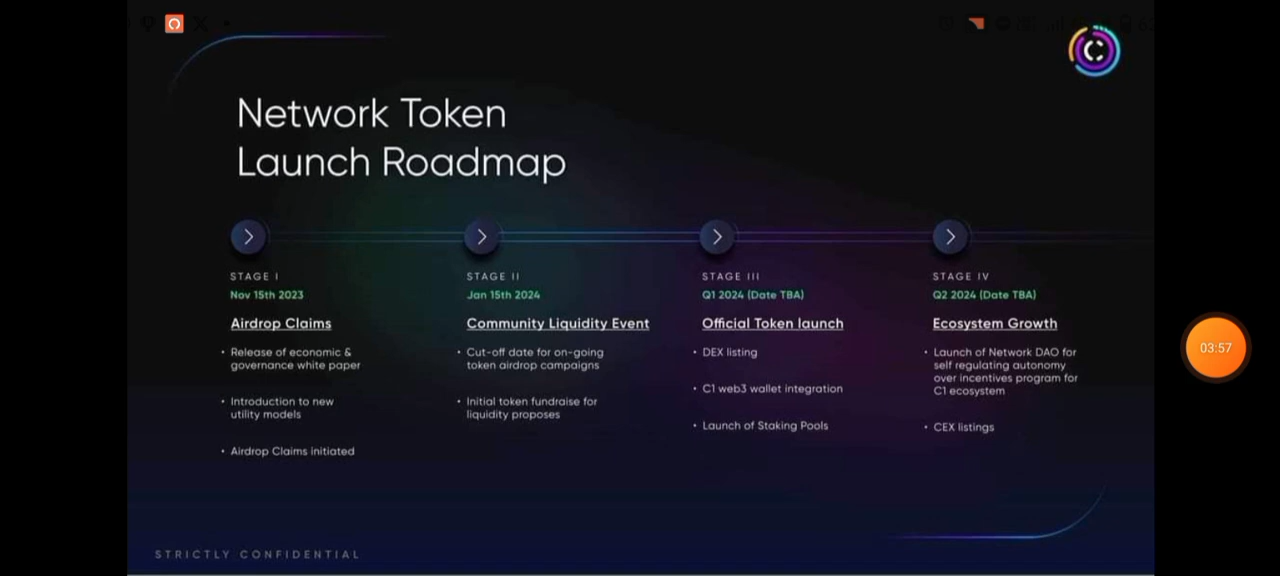 Network Token
Launch Roadmap
STAGE I
Nov 15th 2023
Airdrop Claims
• Release of economic &
governance white paper
• Introduction to new
utility models
• Airdrop Claims initiated
STAGE II
Jan 15th 2024
Community Liquidity Event
• Cut-off date for on-going
token airdrop campaigns
• Initial token fundraise for
liquidity proposes
STAGE III
Q1 2024 (Date TBA)
Official Token launch
• DEX listing
• C1 web3 wallet integration
• Launch of Staking Pools
STAGE IV
Q2 2024 (Date TBA)
Ecosystem Growth
• Launch of Network DAO for
self regulating autonomy
over incentives program for
C1 ecosystem
• CEX listings
03:57
STRICTLY CONFIDENTIAL